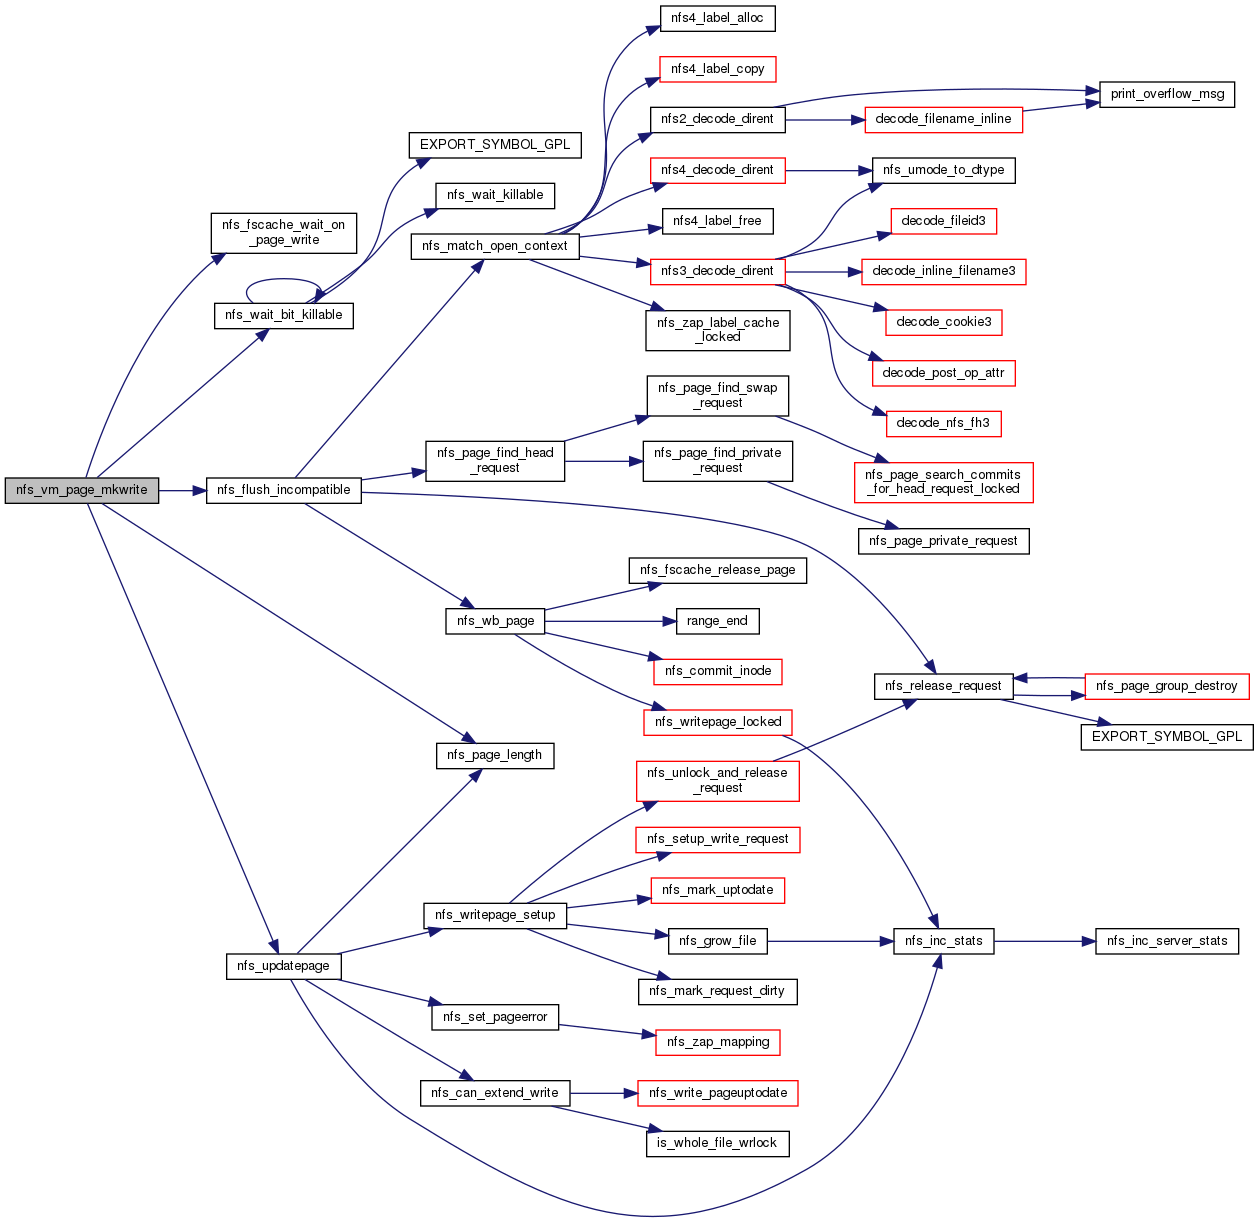 nfs_vm_page_mkwrite
nfs_fscache_wait_on
_page_write
nfs_wait_bit_killable
nfs_flush_incompatible
nfs_page_length
nfs_updatepage
EXPORT_SYMBOL_GPL
nfs_wait_killable
nfs_match_open_context
nfs_page_find_head
_request
nfs_wb_page
nfs_writepage_setup
nfs_set_pageerror
nfs_can_extend_write
nfs4_label_alloc
nfs4_label_copy
nfs2_decode_dirent
nfs4_decode_dirent
nfs4_label_free
nfs3_decode_dirent
nfs_zap_label_cache
_locked
nfs_page_find_swap
_request
nfs_page_find_private
_request
nfs_fscache_release_page
range_end
nfs_commit_inode
nfs_writepage_locked
nfs_unlock_and_release
_request
nfs_setup_write_request
nfs_mark_uptodate
nfs_grow_file
nfs_mark_request_dirty
nfs_zap_mapping
nfs_write_pageuptodate
is_whole_file_wrlock
decode_filename_inline
nfs_umode_to_dtype
decode_fileid3
decode_inline_filename3
decode_cookie3
decode_post_op_attr
decode_nfs_fh3
nfs_page_search_commits
_for_head_request_locked
nfs_page_private_request
nfs_release_request
nfs_inc_stats
print_overflow_msg
nfs_page_group_destroy
EXPORT_SYMBOL_GPL
nfs_inc_server_stats